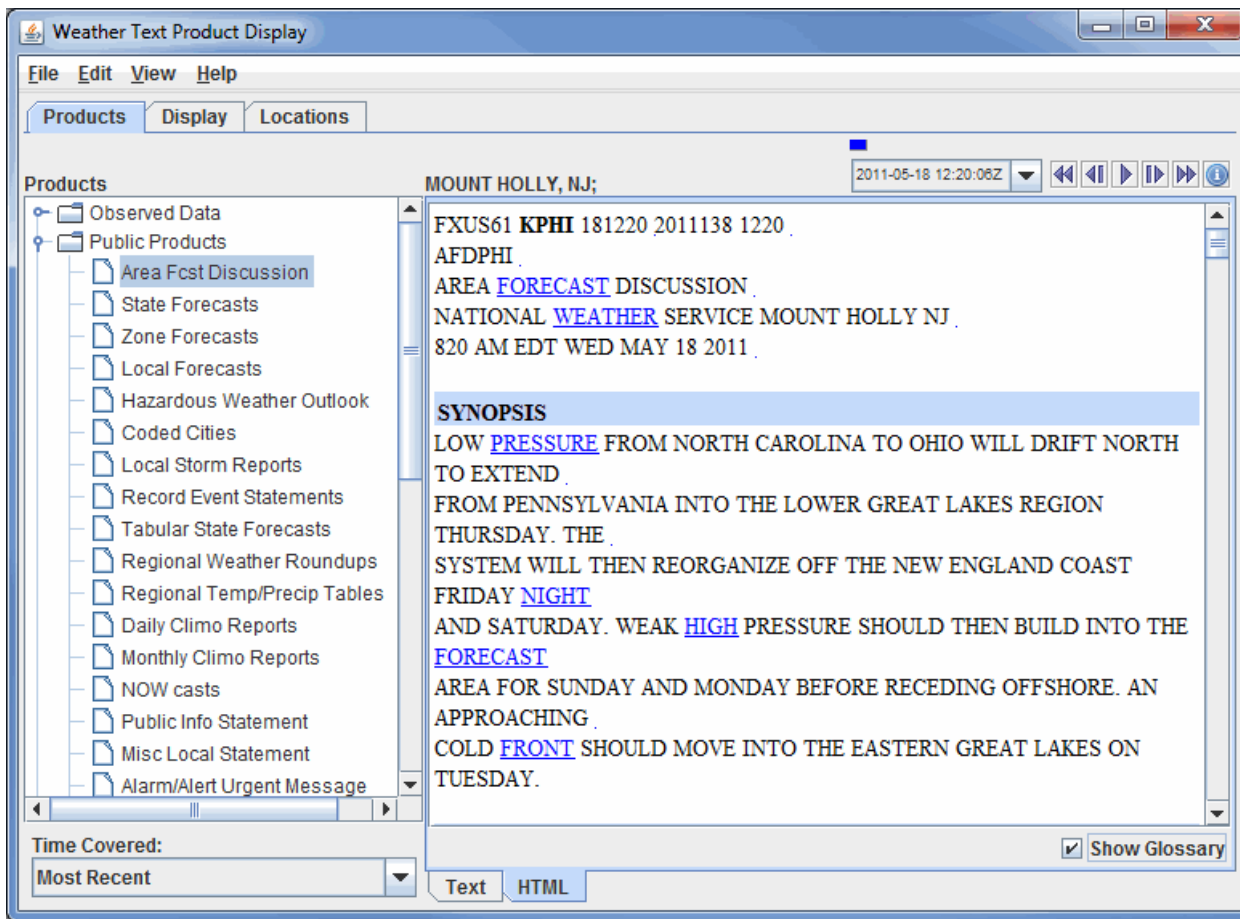 Weather Text Product Display
File Edit View Help
Products Display Locations
2011-05-18 12:20:06Z
Products
MOUNT HOLLY, NJ;
Observed Data
Public Products
Area Fcst Discussion
State Forecasts
Zone Forecasts
Local Forecasts
Hazardous Weather Outlook
Coded Cities
Local Storm Reports
Record Event Statements
Tabular State Forecasts
Regional Weather Roundups
Regional Temp/Precip Tables
Daily Climo Reports
Monthly Climo Reports
NOW casts
Public Info Statement
Misc Local Statement
Alarm/Alert Urgent Message
Time Covered:
Most Recent
FXUS61 KPHI 181220 2011138 1220
AFDPHI
AREA FORECAST DISCUSSION
NATIONAL WEATHER SERVICE MOUNT HOLLY NJ
820 AM EDT WED MAY 18 2011
SYNOPSIS
LOW PRESSURE FROM NORTH CAROLINA TO OHIO WILL DRIFT NORTH
TO EXTEND
FROM PENNSYLVANIA INTO THE LOWER GREAT LAKES REGION
THURSDAY. THE
SYSTEM WILL THEN REORGANIZE OFF THE NEW ENGLAND COAST
FRIDAY NIGHT
AND SATURDAY. WEAK HIGH PRESSURE SHOULD THEN BUILD INTO THE
FORECAST
AREA FOR SUNDAY AND MONDAY BEFORE RECEDING OFFSHORE. AN
APPROACHING
COLD FRONT SHOULD MOVE INTO THE EASTERN GREAT LAKES ON
TUESDAY.
Show Glossary
Text HTML